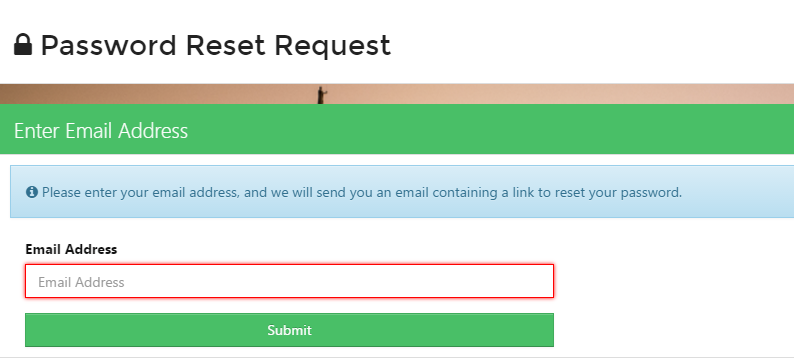 Password Reset Request
Enter Email Address
Please enter your email address, and we will send you an email containing a link to reset your password.
Email Address
Email Address
Submit